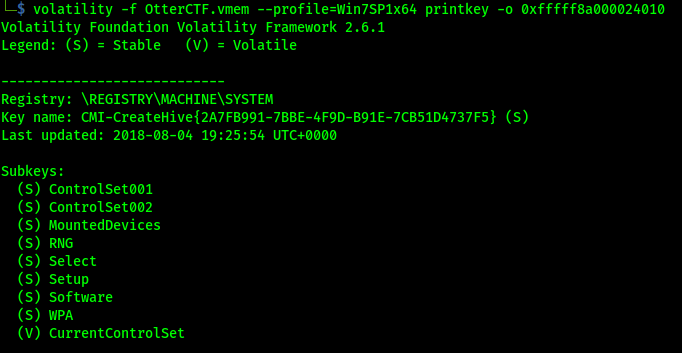 └─$ volatility -f OtterCTF.vmem --profile=Win7SP1x64 printkey -o 0xfffff8a000024010
Volatility Foundation Volatility Framework 2.6.1
Legend: (S) = Stable   (V) = Volatile

----------------------------
Registry: \REGISTRY\MACHINE\SYSTEM
Key name: CMI-CreateHive{2A7FB991-7BBE-4F9D-B91E-7CB51D4737F5} (S)
Last updated: 2018-08-04 19:25:54 UTC+0000

Subkeys:
  (S) ControlSet001
  (S) ControlSet002
  (S) MountedDevices
  (S) RNG
  (S) Select
  (S) Setup
  (S) Software
  (S) WPA
  (V) CurrentControlSet